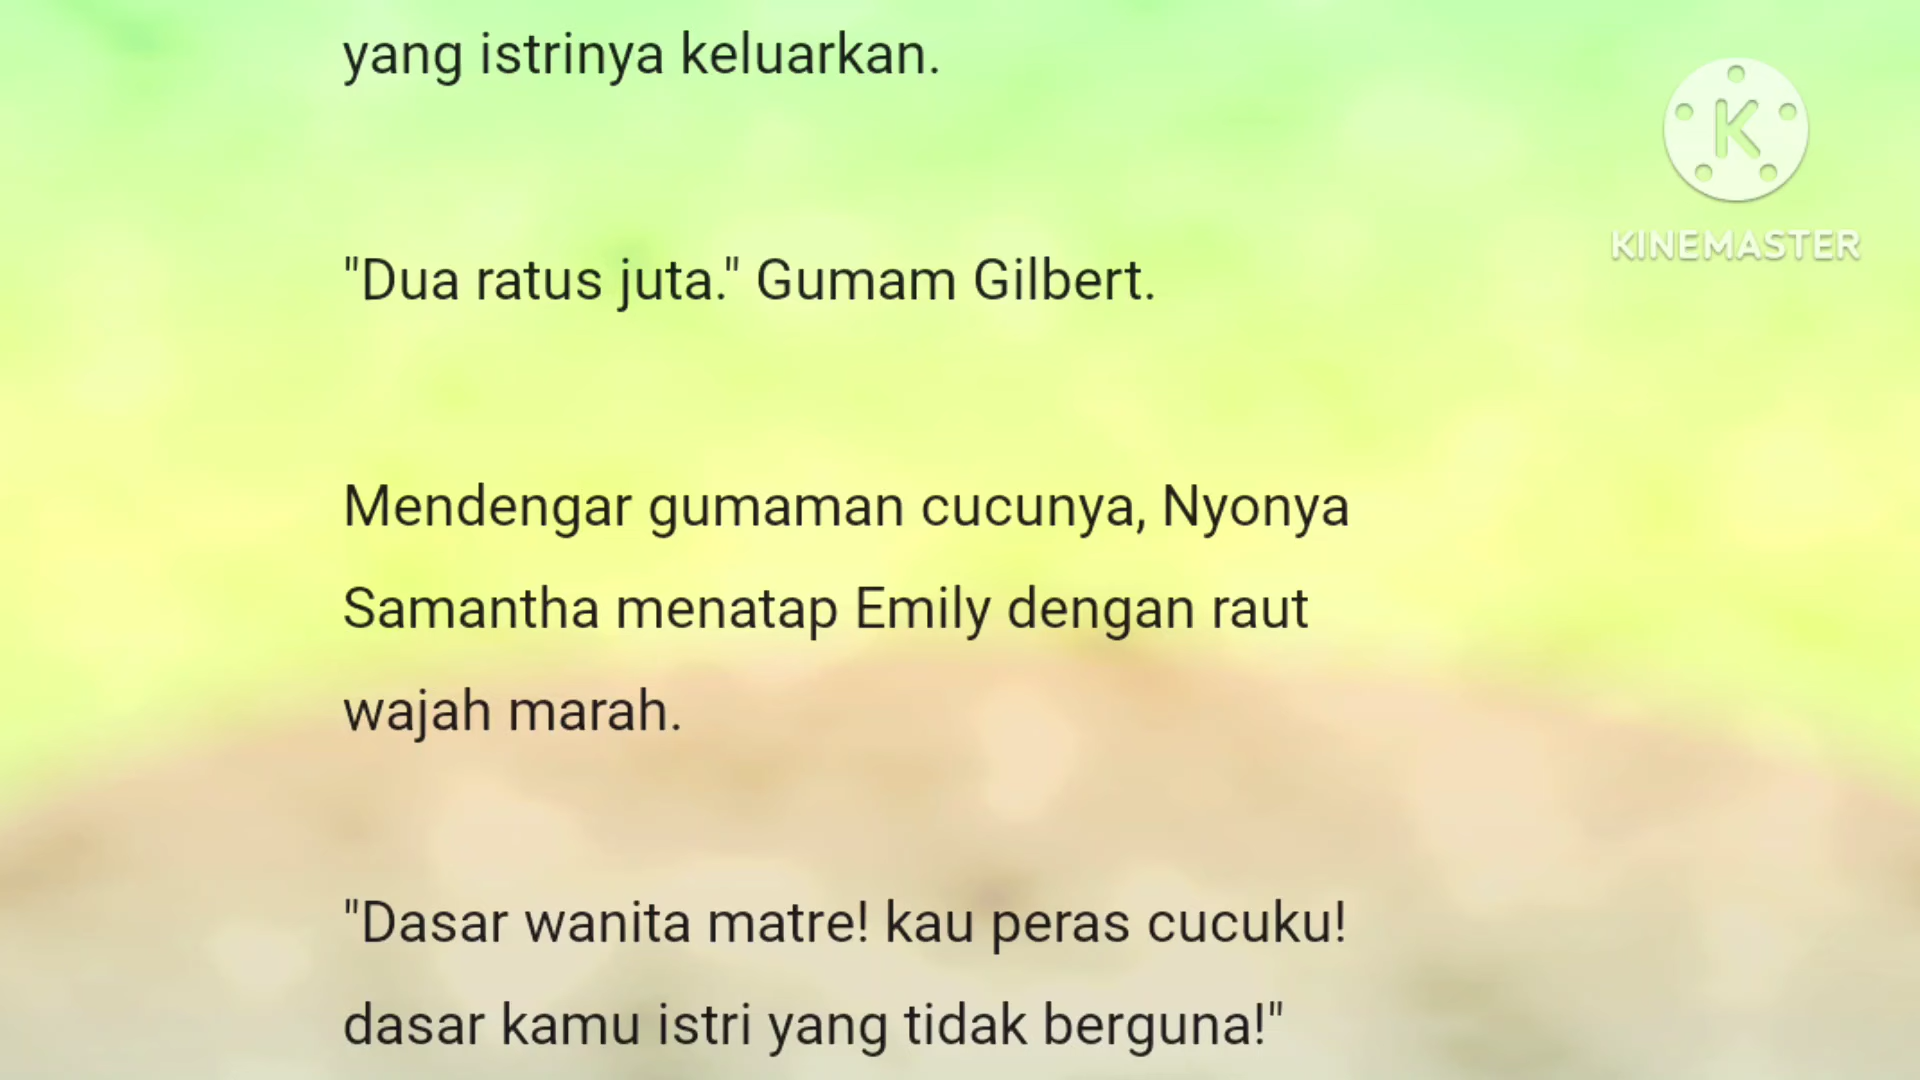 yang istrinya keluarkan.
KINEMASTER
"Dua ratus juta." Gumam Gilbert.
Mendengar gumaman cucunya, Nyonya
Samantha menatap Emily dengan raut
wajah marah.
"Dasar wanita matre! kau peras cucuku!
dasar kamu istri yang tidak berguna!"